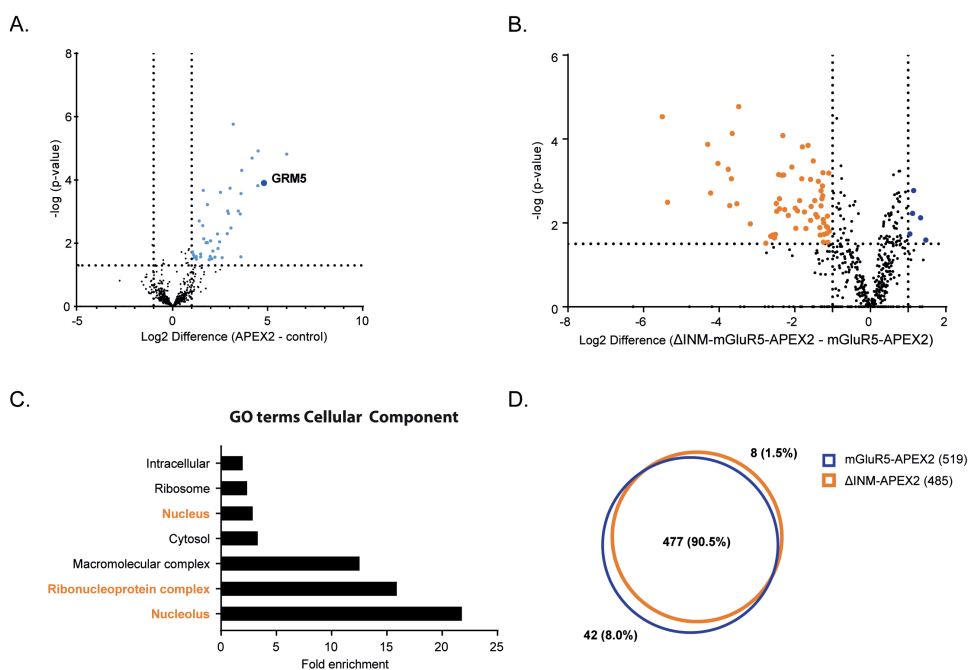 A.
8
6
4
2
0
-5
0
5
10
-log (p-value)
GRM5
Log2 Difference (APEX2 - control)
B.
6
4
2
0
-8
-6
-4
-2
0
2
-log (p-value)
Log2 Difference (ΔINM-mGluR5-APEX2 - mGluR5-APEX2)
C.
GO terms Cellular Component
Intracellular
Ribosome
Nucleus
Cytosol
Macromolecular complex
Ribonucleoprotein complex
Nucleolus
0
5
10
15
20
25
Fold enrichment
D.
8 (1.5%)
mGluR5-APEX2 (519)
ΔINM-APEX2 (485)
477 (90.5%)
42 (8.0%)